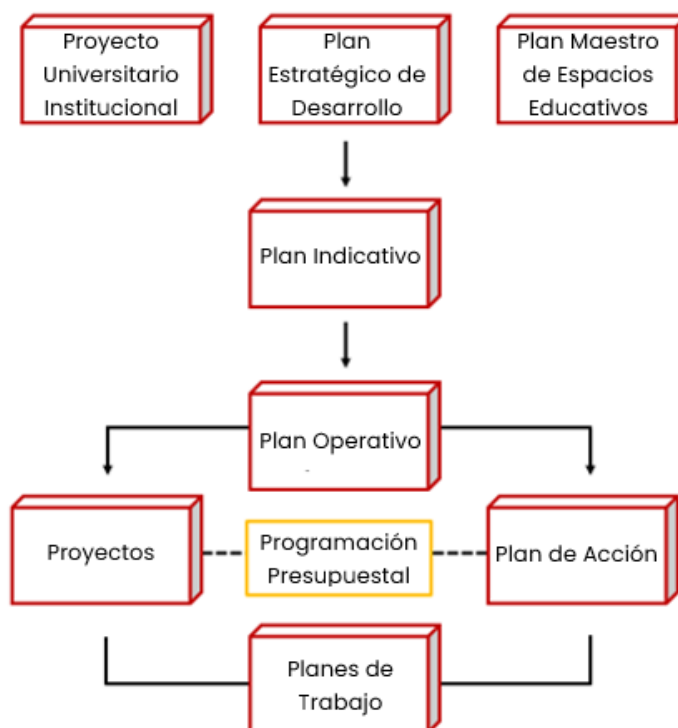 Proyecto
Universitario
Institucional
Plan
Estratégico de
Desarrollo
Plan Maestro
de Espacios
Educativos
Plan Indicativo
Plan Operativo
Proyectos
Programación
Presupuestal
Plan de Acción
Planes de
Trabajo